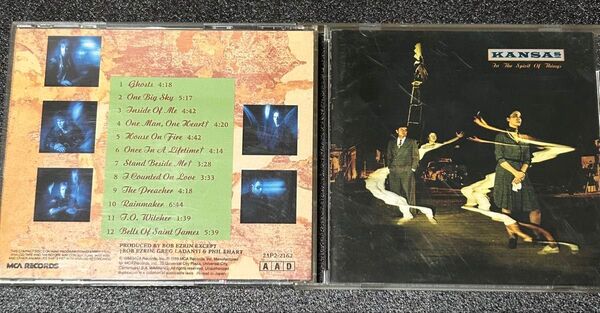 1 Ghosts 4:18
2 One Big Sky 5:17
3 Inside Of Me 4:42
4 One Man, One Heart† 4:20
5 House On Fire 4:42
6 Once In A Lifetime† 4:14
7 Stand Beside Me† 3:28
8 I Counted On Love 3:33
9 The Preacher 4:18
10 Rainmaker 6:44
11 T.O. Witcher 1:39
12 Bells Of Saint James 5:39
PRODUCED BY BOB EZRIN EXCEPT
†BOB EZRIN, GREG LADANYI & PHIL EHART
MCA RECORDS
25P2-2162
A A D
KANSAS
In The Spirit Of Things